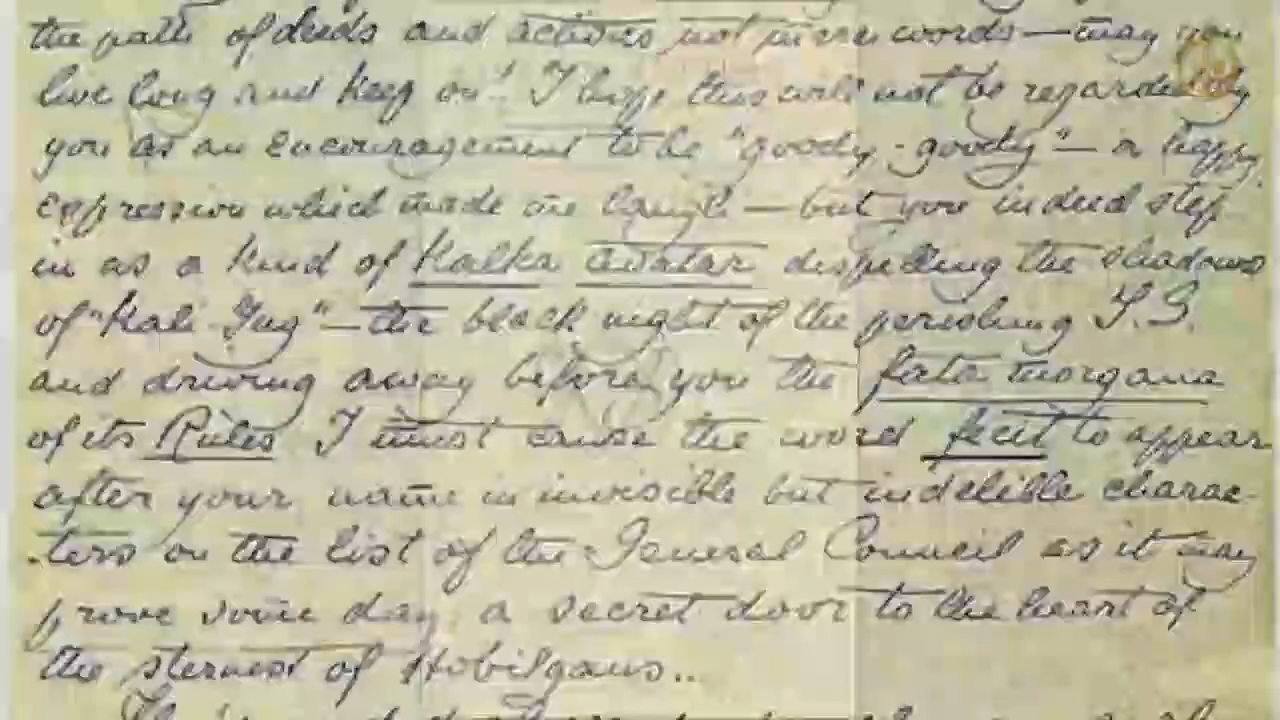 the path of deeds and actions not mere words — may you
live long and keep on! I hope this will not be regarded by
you as an encouragement to be "goody-goody" — a happy
expression which made me laugh — but you indeed step
in as a kind of Kalka avatar dispelling the shadows
of "Kali-Yug" — the black night of the perishing T.S.
and driving away before you the fata morgana
of its Rules I must cause the word fecit to appear
after your name in invisible but indelible charac-
-ters on the list of the General Council as it may
prove some day a secret door to the heart of
the sternest of Hobilgans..